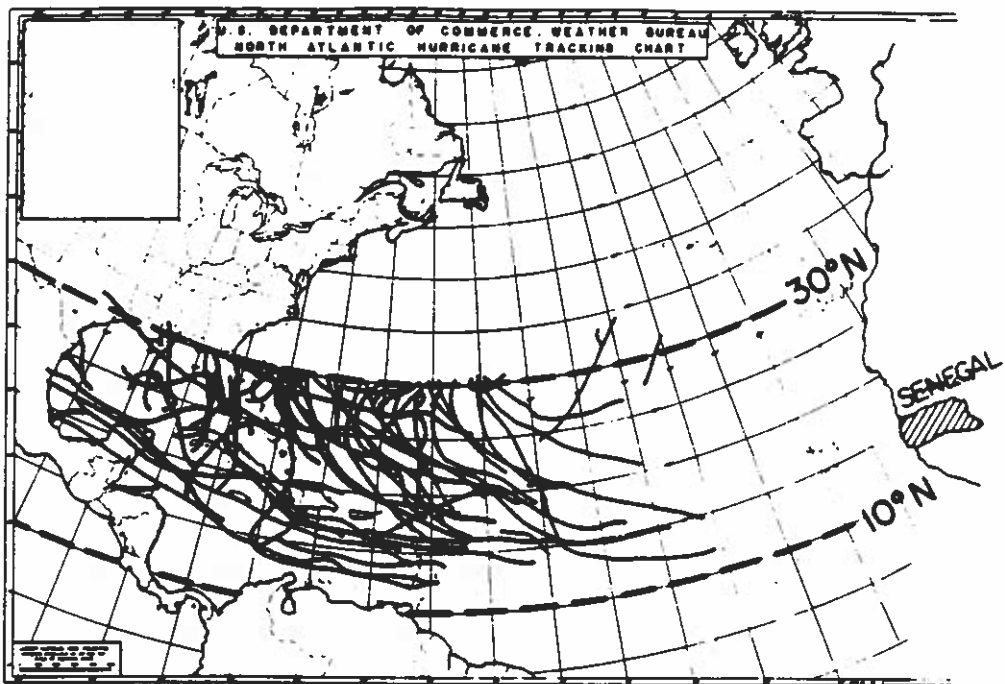 U.S. DEPARTMENT OF COMMERCE, WEATHER BUREAU
NORTH ATLANTIC HURRICANE TRACKING CHART
30°N
SENEGAL
10°N